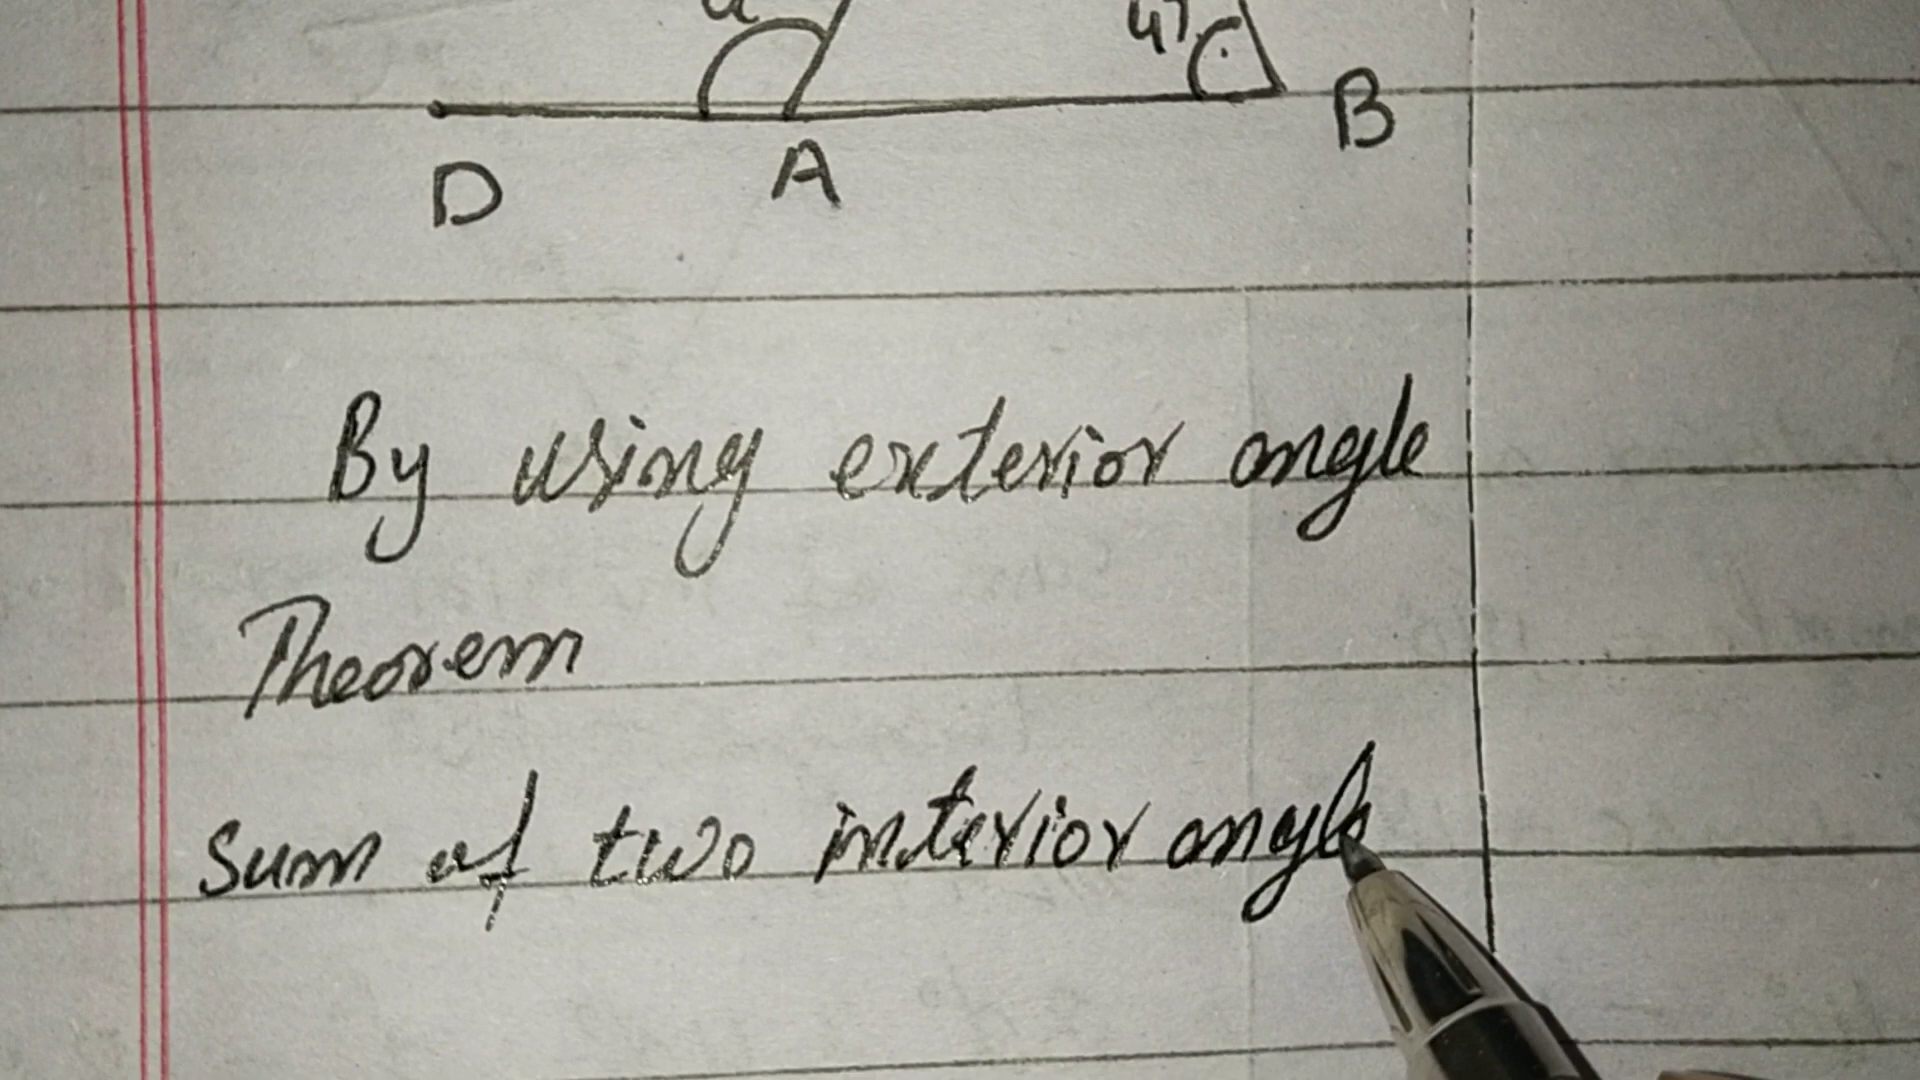 47
B
D
A
By using exterior angle
Theorem
Sum of two interior angle